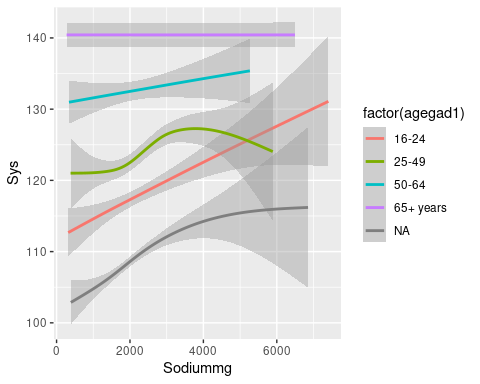 140
130
120
110
100
Sys
0
2000
4000
6000
Sodiummg
factor(agegad1)
16-24
25-49
50-64
65+ years
NA